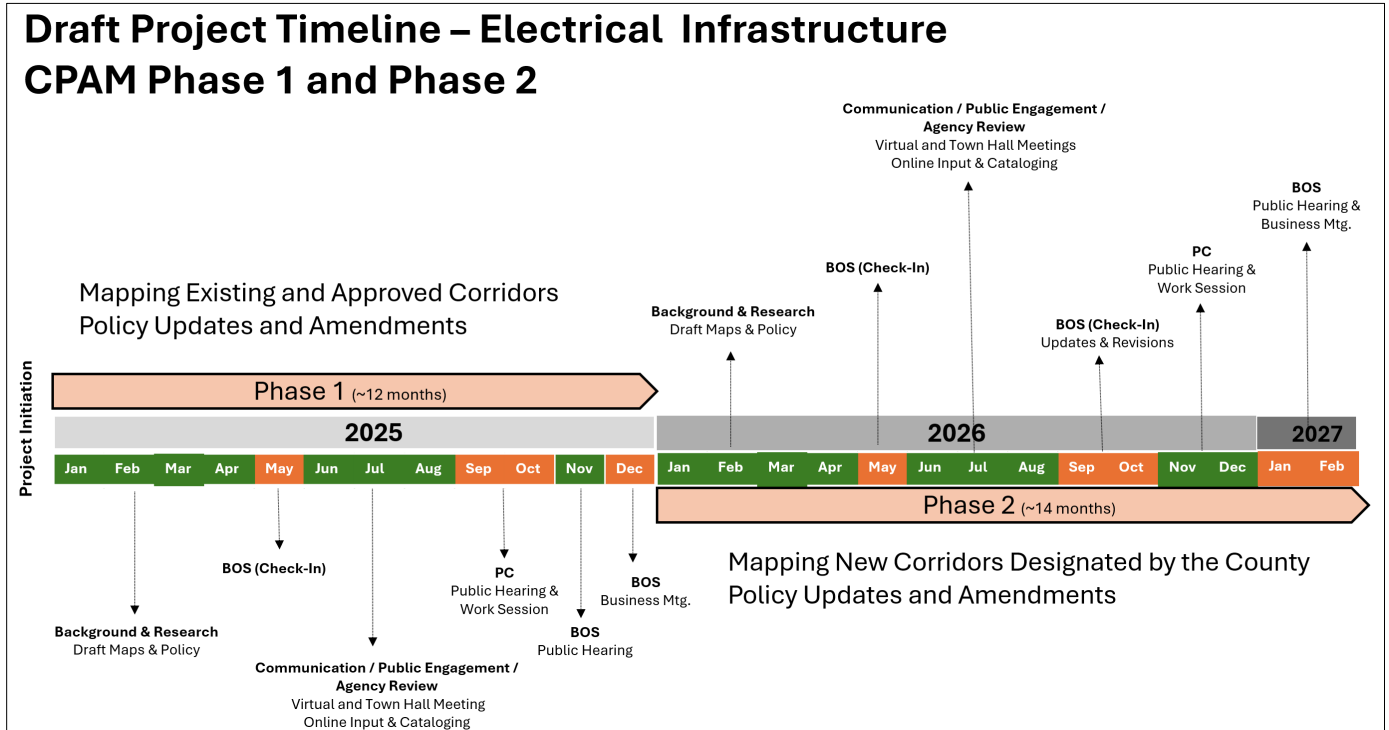 Draft Project Timeline – Electrical Infrastructure
CPAM Phase 1 and Phase 2
Communication / Public Engagement /
Agency Review
Virtual and Town Hall Meetings
Online Input & Cataloging
BOS
Public Hearing &
Business Mtg.
PC
Public Hearing &
Work Session
BOS (Check-In)
Mapping Existing and Approved Corridors
Policy Updates and Amendments
Background & Research
Draft Maps & Policy
BOS (Check-In)
Updates & Revisions
Project Initiation
Phase 1 (~12 months)
2025 2026 2027
Jan Feb Mar Apr May Jun Jul Aug Sep Oct Nov Dec Jan Feb Mar Apr May Jun Jul Aug Sep Oct Nov Dec Jan Feb
Phase 2 (~14 months)
Mapping New Corridors Designated by the County
Policy Updates and Amendments
BOS (Check-In)
PC
Public Hearing &
Work Session
BOS
Business Mtg.
Background & Research
Draft Maps & Policy
BOS
Public Hearing
Communication / Public Engagement /
Agency Review
Virtual and Town Hall Meeting
Online Input & Cataloging